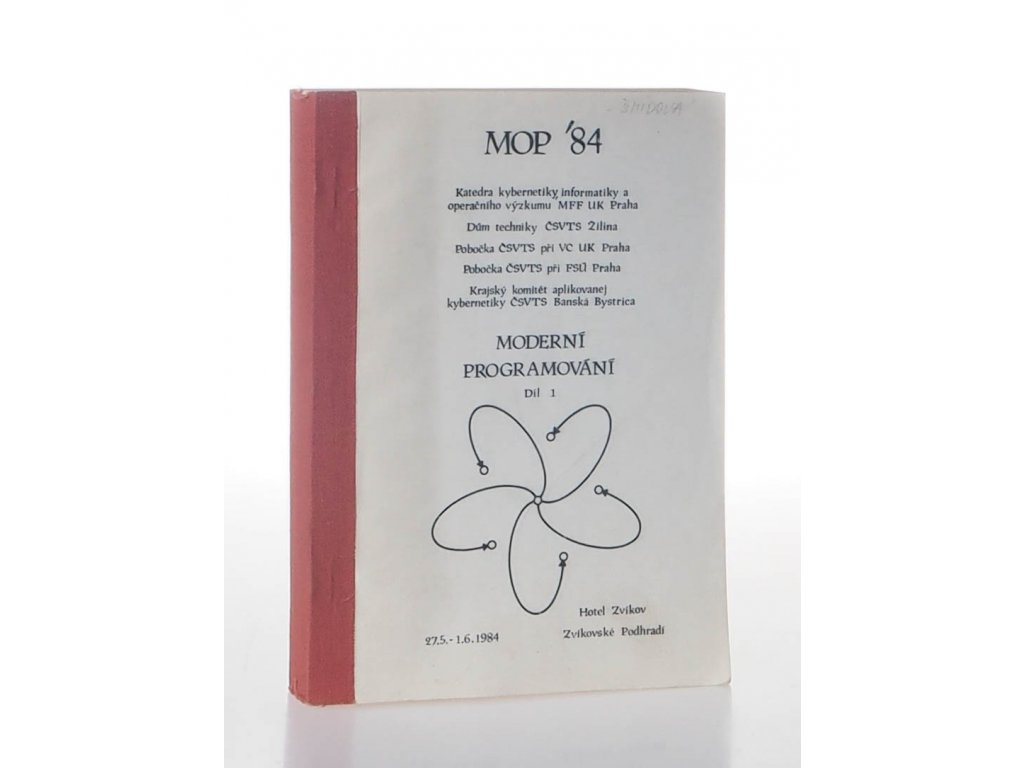 MOP '84
Katedra kybernetiky, informatiky a
operačního výzkumu MFF UK Praha
Dům techniky ČSVTS Žilina
Pobočka ČSVTS při VC UK Praha
Pobočka ČSVTS při FSÚ Praha
Krajský komitét aplikovanej
kybernetiky ČSVTS Banská Bystrica
MODERNÍ
PROGRAMOVÁNÍ
Díl 1
Hotel Zvíkov
27.5.-1.6.1984 Zvíkovské Podhradí